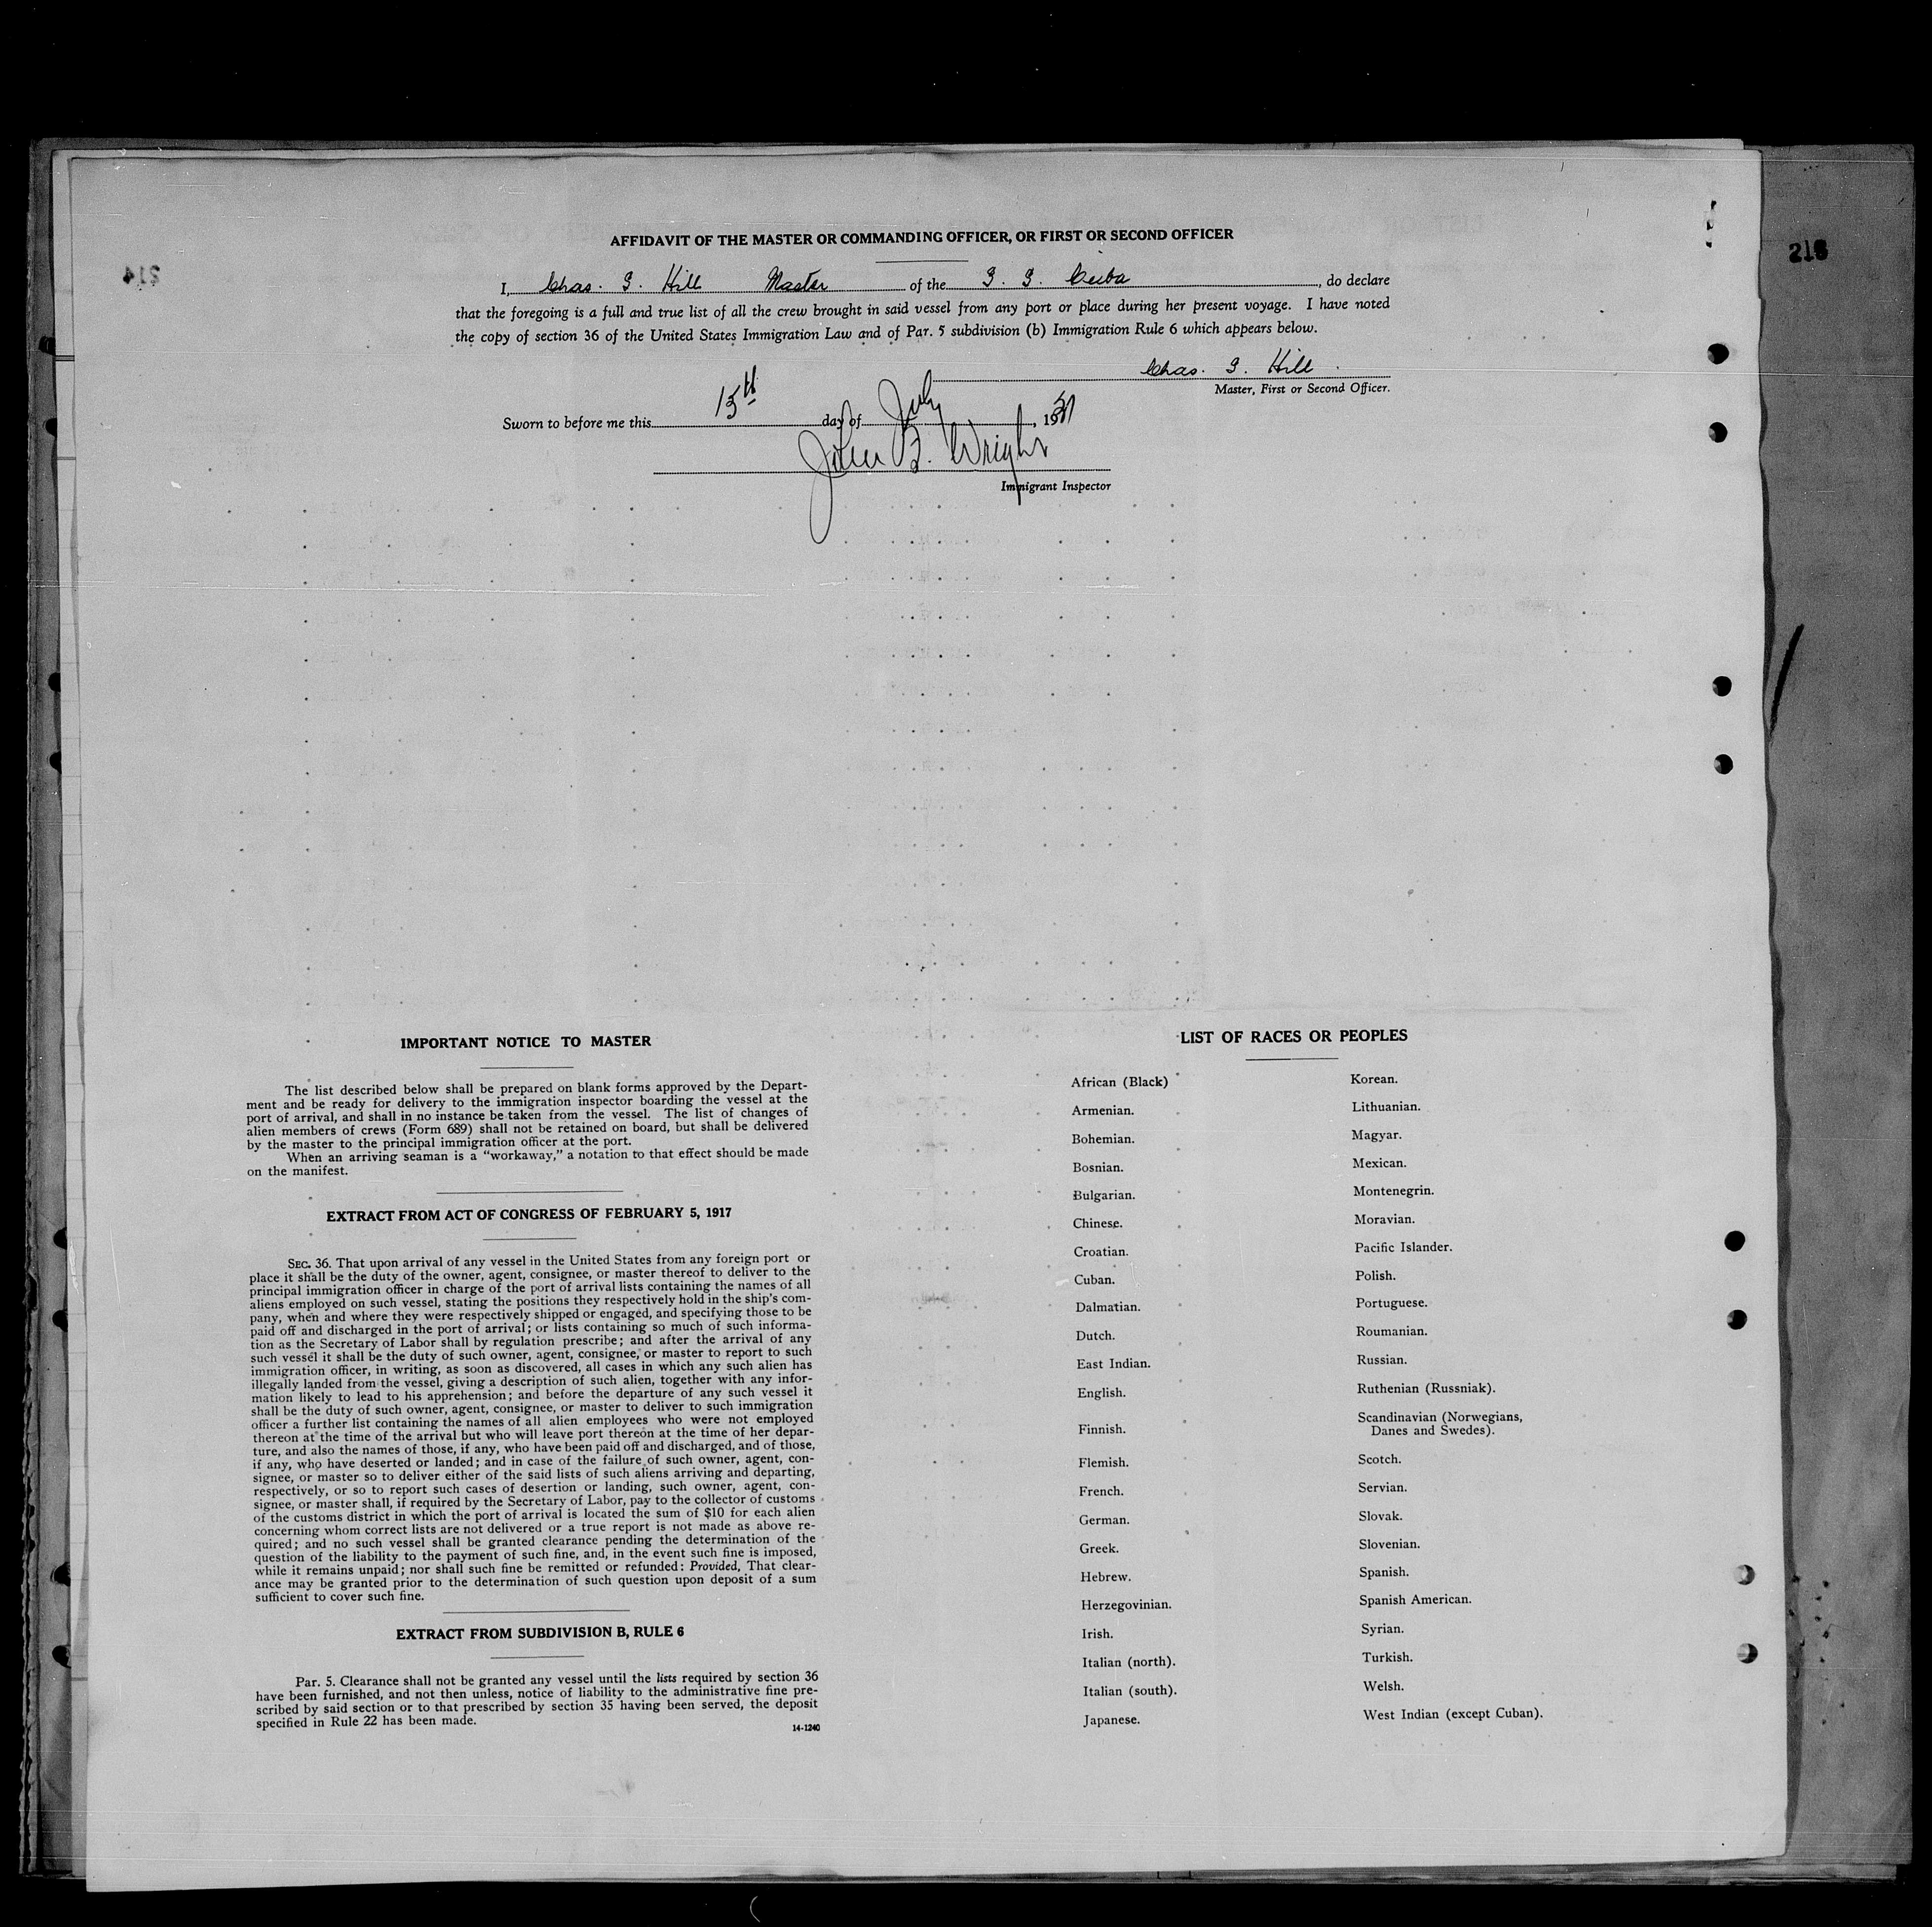 AFFIDAVIT OF THE MASTER OR COMMANDING OFFICER, OR FIRST OR SECOND OFFICER
218
214
I, Chas. S. Hill Master of the S. S. Ceiba, do declare
that the foregoing is a full and true list of all the crew brought in said vessel from any port or place during her present voyage. I have noted
the copy of section 36 of the United States Immigration Law and of Par. 5 subdivision (b) Immigration Rule 6 which appears below.
Chas. S. Hill
Master, First or Second Officer.
Sworn to before me this 15th day of July, 1931
John B. Wright
Immigrant Inspector
IMPORTANT NOTICE TO MASTER
The list described below shall be prepared on blank forms approved by the Depart-
ment and be ready for delivery to the immigration inspector boarding the vessel at the
port of arrival, and shall in no instance be taken from the vessel. The list of changes of
alien members of crews (Form 689) shall not be retained on board, but shall be delivered
by the master to the principal immigration officer at the port.
When an arriving seaman is a "workaway," a notation to that effect should be made
on the manifest.
EXTRACT FROM ACT OF CONGRESS OF FEBRUARY 5, 1917
SEC. 36. That upon arrival of any vessel in the United States from any foreign port or
place it shall be the duty of the owner, agent, consignee, or master thereof to deliver to the
principal immigration officer in charge of the port of arrival lists containing the names of all
aliens employed on such vessel, stating the positions they respectively hold in the ship's com-
pany, when and where they were respectively shipped or engaged, and specifying those to be
paid off and discharged in the port of arrival; or lists containing so much of such informa-
tion as the Secretary of Labor shall by regulation prescribe; and after the arrival of any
such vessel it shall be the duty of such owner, agent, consignee, or master to report to such
immigration officer, in writing, as soon as discovered, all cases in which any such alien has
illegally landed from the vessel, giving a description of such alien, together with any infor-
mation likely to lead to his apprehension; and before the departure of any such vessel it
shall be the duty of such owner, agent, consignee, or master to deliver to such immigration
officer a further list containing the names of all alien employees who were not employed
thereon at the time of the arrival but who will leave port thereon at the time of her depar-
ture, and also the names of those, if any, who have been paid off and discharged, and of those,
if any, who have deserted or landed; and in case of the failure of such owner, agent, con-
signee, or master so to deliver either of the said lists of such aliens arriving and departing,
respectively, or so to report such cases of desertion or landing, such owner, agent, con-
signee, or master shall, if required by the Secretary of Labor, pay to the collector of customs
of the customs district in which the port of arrival is located the sum of $10 for each alien
concerning whom correct lists are not delivered or a true report is not made as above re-
quired; and no such vessel shall be granted clearance pending the determination of the
question of the liability to the payment of such fine, and, in the event such fine is imposed,
while it remains unpaid; nor shall such fine be remitted or refunded: Provided, That clear-
ance may be granted prior to the determination of such question upon deposit of a sum
sufficient to cover such fine.
EXTRACT FROM SUBDIVISION B, RULE 6
Par. 5. Clearance shall not be granted any vessel until the lists required by section 36
have been furnished, and not then unless, notice of liability to the administrative fine pre-
scribed by said section or to that prescribed by section 35 having been served, the deposit
specified in Rule 22 has been made.
14-1240
LIST OF RACES OR PEOPLES
African (Black)
Armenian.
Bohemian.
Bosnian.
Bulgarian.
Chinese.
Croatian.
Cuban.
Dalmatian.
Dutch.
East Indian.
English.
Finnish.
Flemish.
French.
German.
Greek.
Hebrew.
Herzegovinian.
Irish.
Italian (north).
Italian (south).
Japanese.
Korean.
Lithuanian.
Magyar.
Mexican.
Montenegrin.
Moravian.
Pacific Islander.
Polish.
Portuguese.
Roumanian.
Russian.
Ruthenian (Russniak).
Scandinavian (Norwegians,
Danes and Swedes).
Scotch.
Servian.
Slovak.
Slovenian.
Spanish.
Spanish American.
Syrian.
Turkish.
Welsh.
West Indian (except Cuban).